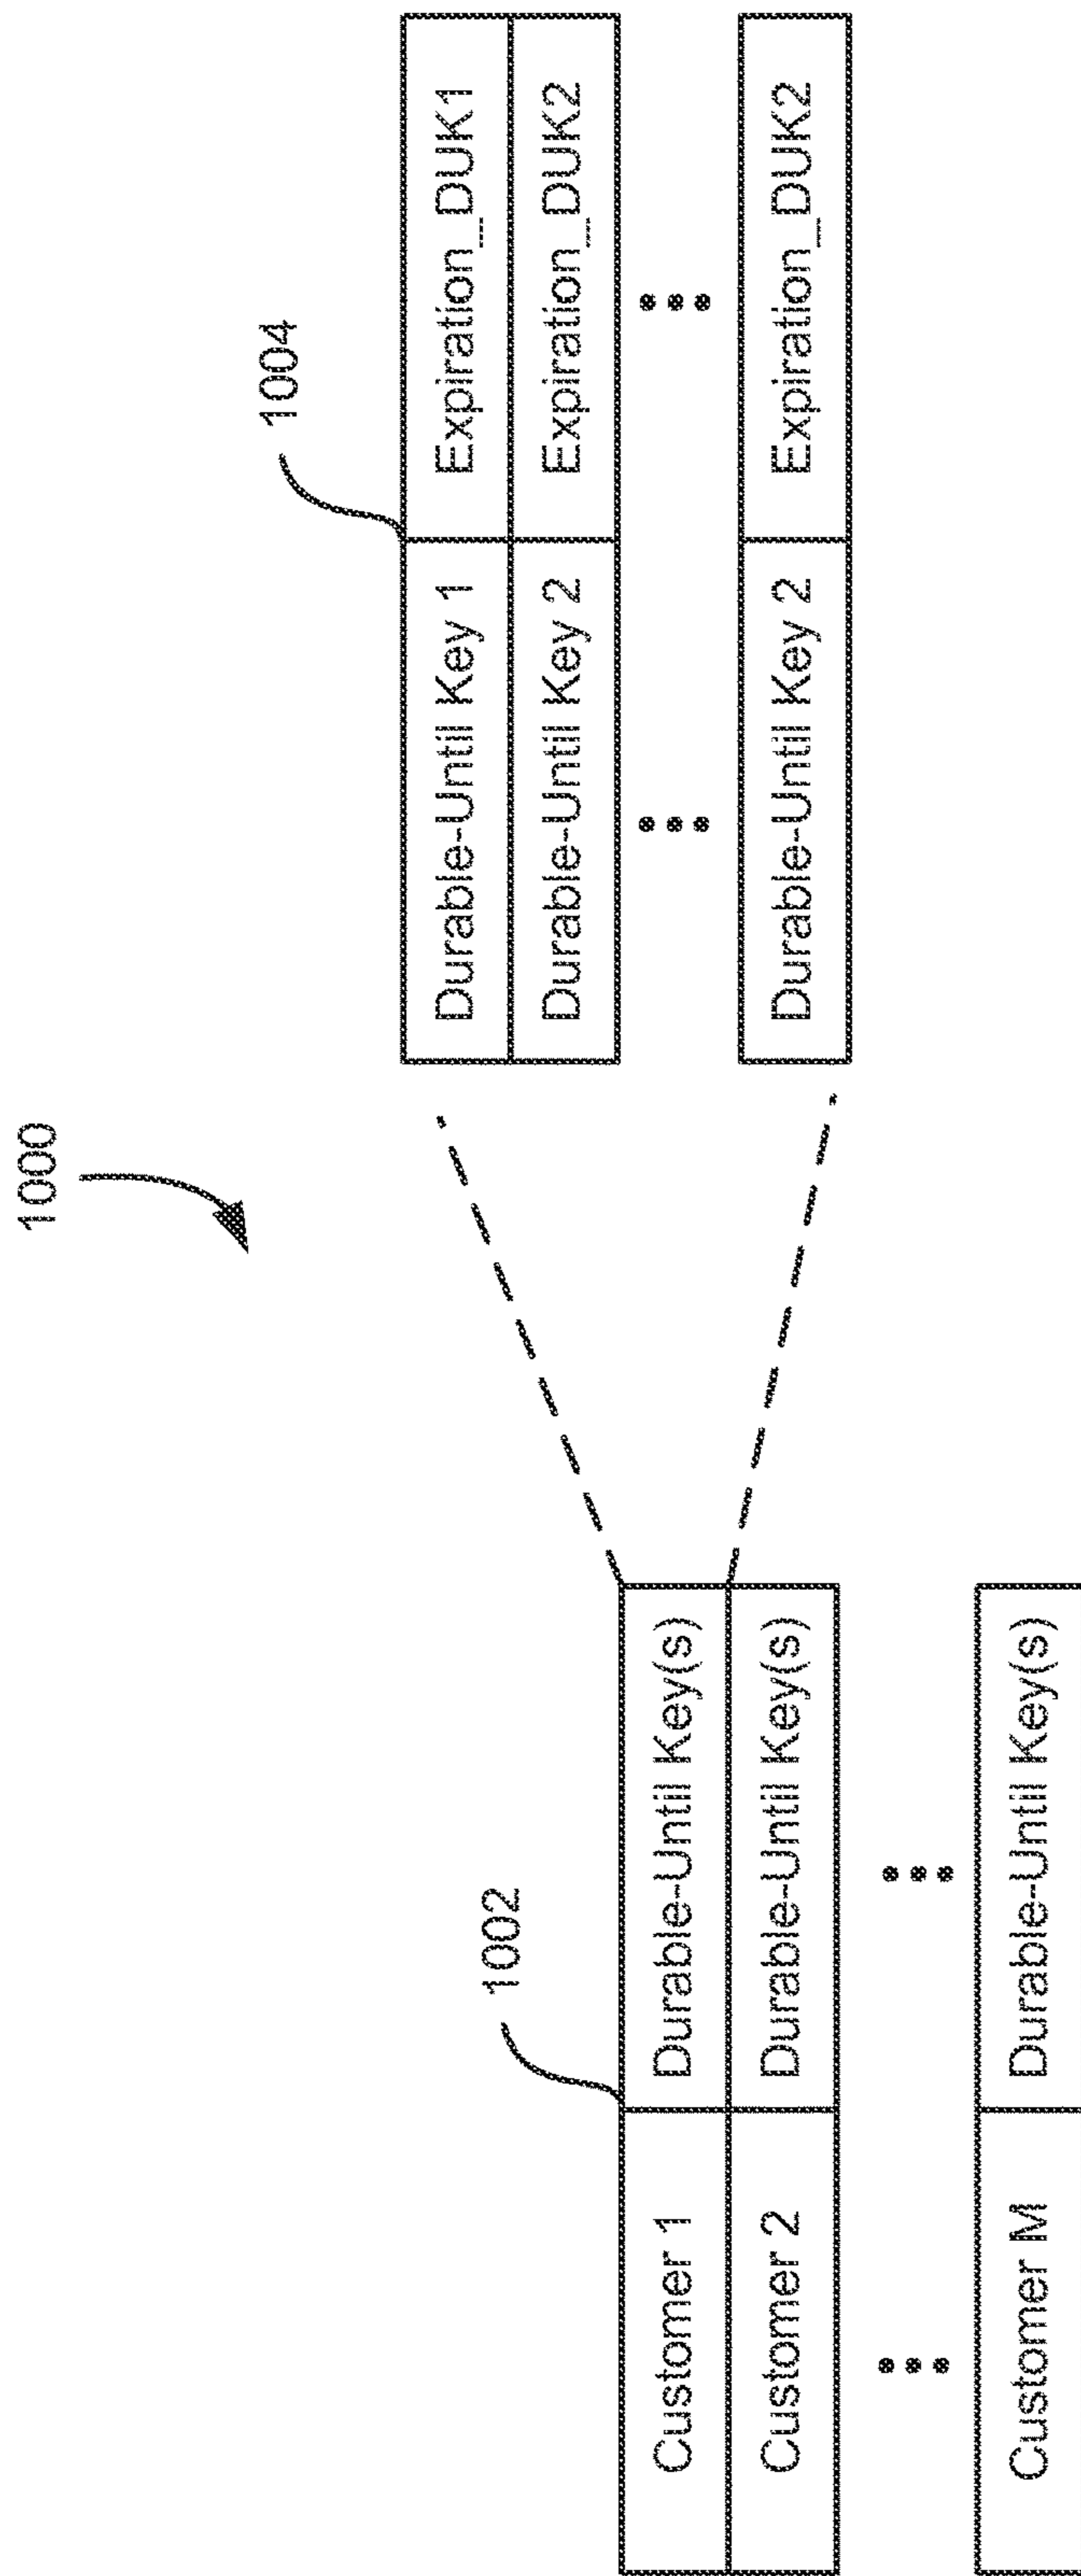 1000
1002
Customer 1 Durable-Until Key(s)
Customer 2 Durable-Until Key(s)
Customer M Durable-Until Key(s)
1004
Durable-Until Key 1 Expiration_DUK1
Durable-Until Key 2 Expiration_DUK2
Durable-Until Key 2 Expiration_DUK2